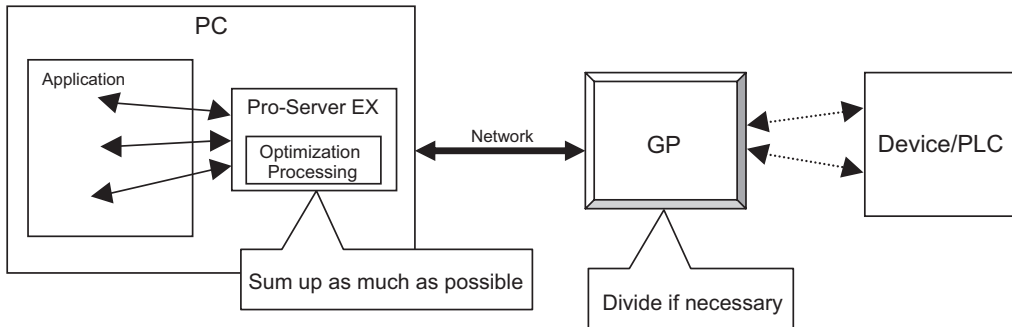 PC
Application
Pro-Server EX
Optimization
Processing
Network
GP
Device/PLC
Sum up as much as possible
Divide if necessary